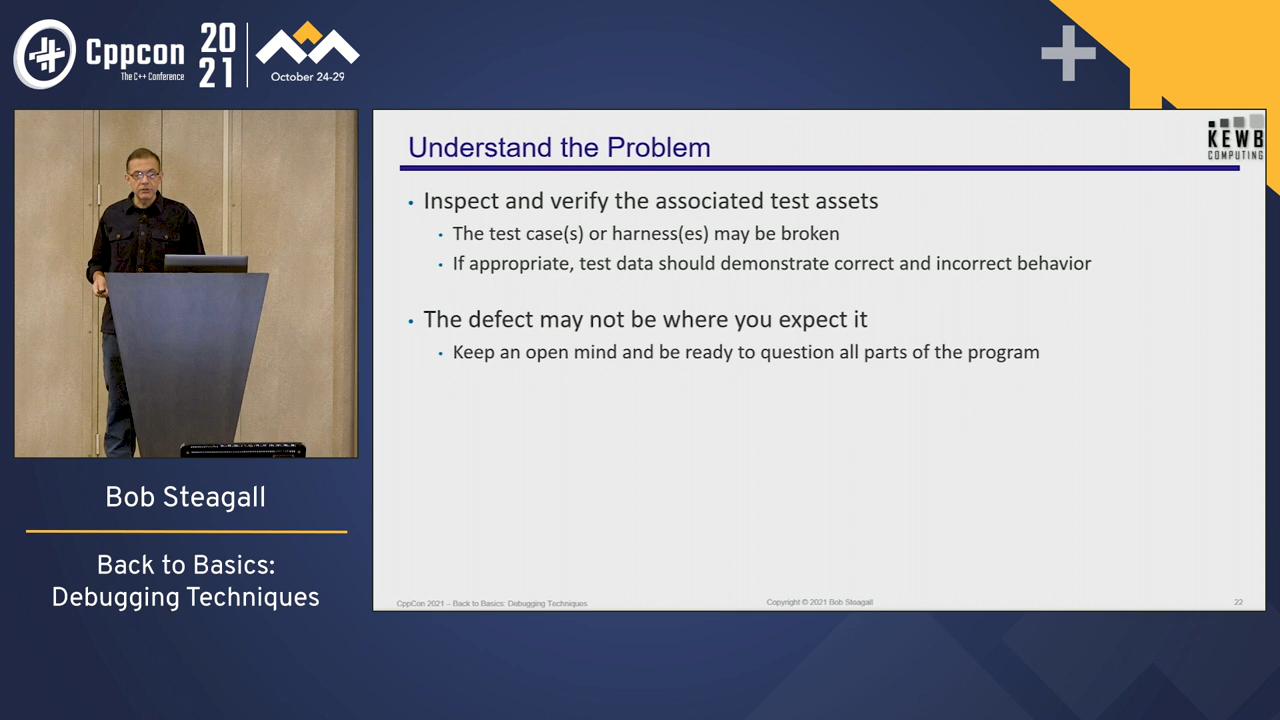 Cppcon
The C++ Conference
20
21
October 24-29
KEWB
COMPUTING
Understand the Problem
• Inspect and verify the associated test assets
• The test case(s) or harness(es) may be broken
• If appropriate, test data should demonstrate correct and incorrect behavior
• The defect may not be where you expect it
• Keep an open mind and be ready to question all parts of the program
CppCon 2021 – Back to Basics: Debugging Techniques
Copyright © 2021 Bob Steagall
22
Bob Steagall
Back to Basics:
Debugging Techniques